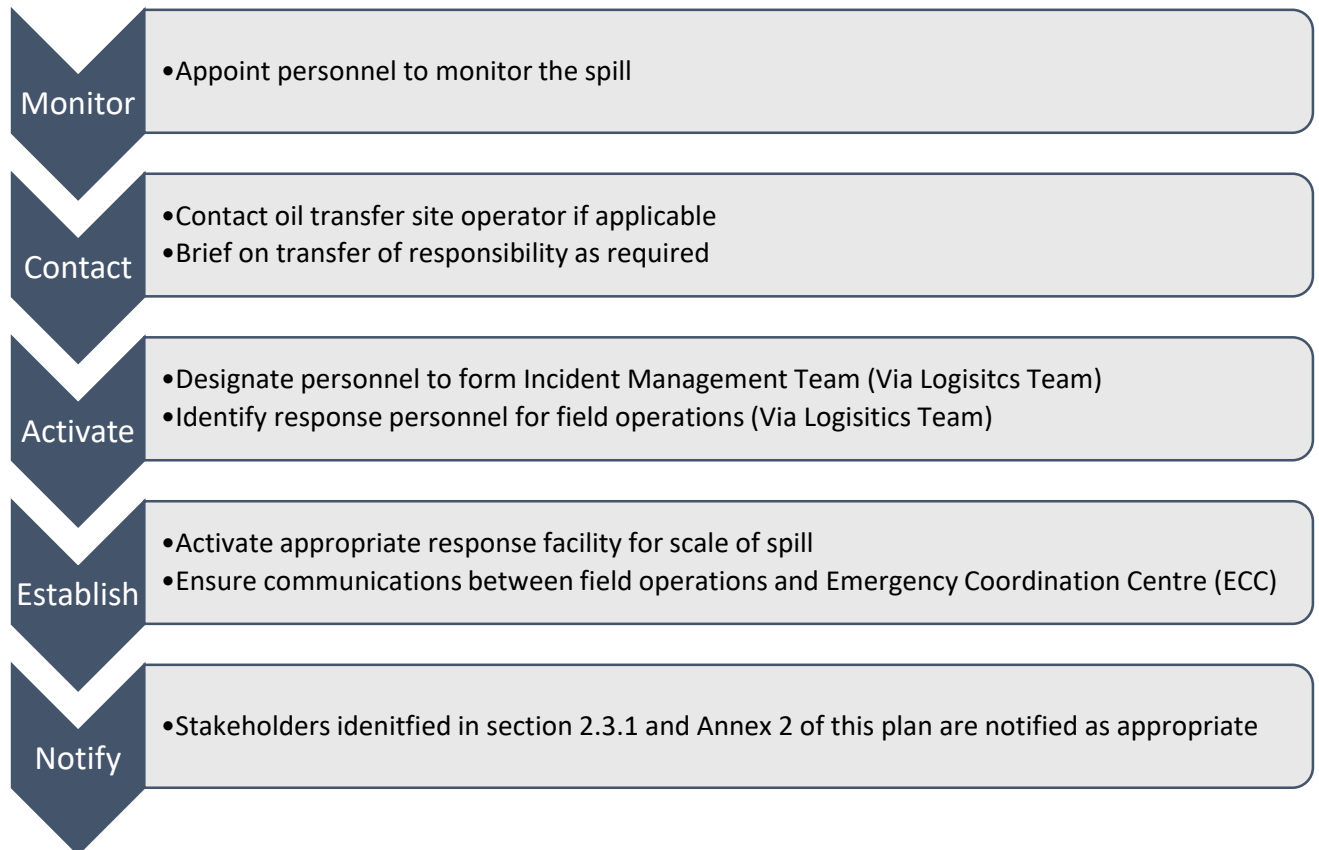 Monitor
•Appoint personnel to monitor the spill
Contact
•Contact oil transfer site operator if applicable
•Brief on transfer of responsibility as required
Activate
•Designate personnel to form Incident Management Team (Via Logisitcs Team)
•Identify response personnel for field operations (Via Logisitics Team)
Establish
•Activate appropriate response facility for scale of spill
•Ensure communications between field operations and Emergency Coordination Centre (ECC)
Notify
•Stakeholders idenitfied in section 2.3.1 and Annex 2 of this plan are notified as appropriate